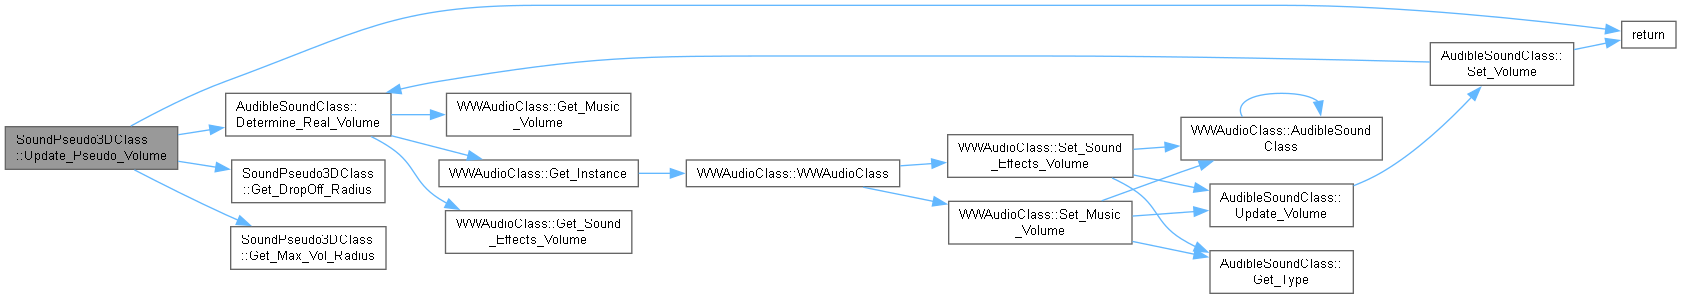 SoundPseudo3DClass
::Update_Pseudo_Volume
AudibleSoundClass::
Determine_Real_Volume
SoundPseudo3DClass
::Get_DropOff_Radius
SoundPseudo3DClass
::Get_Max_Vol_Radius
WWAudioClass::Get_Music
_Volume
WWAudioClass::Get_Instance
WWAudioClass::Get_Sound
_Effects_Volume
WWAudioClass::WWAudioClass
WWAudioClass::Set_Sound
_Effects_Volume
WWAudioClass::Set_Music
_Volume
WWAudioClass::AudibleSound
Class
AudibleSoundClass::
Update_Volume
AudibleSoundClass::
Get_Type
AudibleSoundClass::
Set_Volume
return